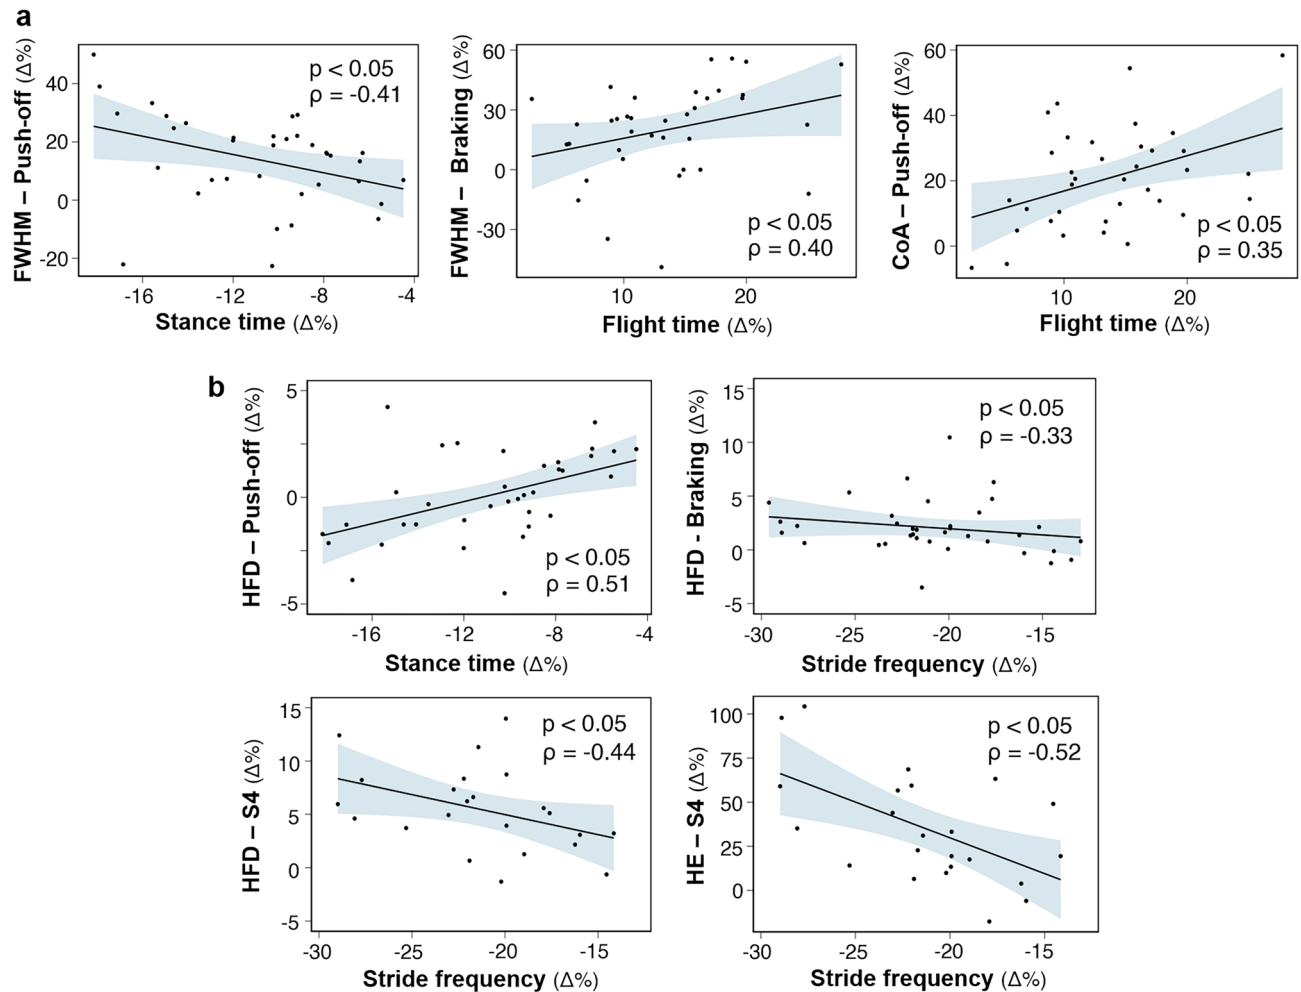 a
FWHM – Push-off (Δ%)
40
20
0
-20
p < 0.05
ρ = -0.41
-16
-12
-8
-4
Stance time (Δ%)
FWHM – Braking (Δ%)
60
30
0
-30
p < 0.05
ρ = 0.40
10
20
Flight time (Δ%)
CoA – Push-off (Δ%)
60
40
20
0
p < 0.05
ρ = 0.35
10
20
Flight time (Δ%)
b
HFD – Push-off (Δ%)
5
0
-5
p < 0.05
ρ = 0.51
-16
-12
-8
-4
Stance time (Δ%)
HFD - Braking (Δ%)
15
10
5
0
-5
p < 0.05
ρ = -0.33
-30
-25
-20
-15
Stride frequency (Δ%)
HFD – S4 (Δ%)
15
10
5
0
-5
p < 0.05
ρ = -0.44
-30
-25
-20
-15
Stride frequency (Δ%)
HE – S4 (Δ%)
100
75
50
25
0
p < 0.05
ρ = -0.52
-30
-25
-20
-15
Stride frequency (Δ%)